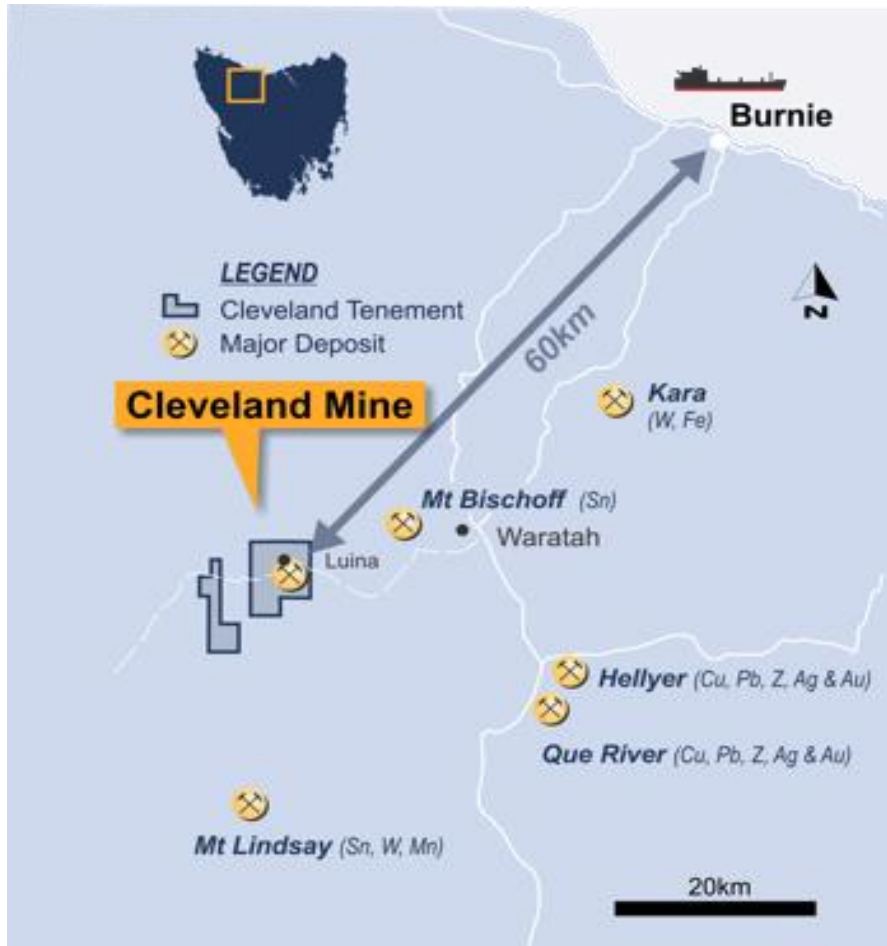 Burnie
LEGEND
Cleveland Tenement
Major Deposit
60km
N
Cleveland Mine
Kara
(W, Fe)
Mt Bischoff (Sn)
Waratah
Luina
Hellyer (Cu, Pb, Z, Ag & Au)
Que River (Cu, Pb, Z, Ag & Au)
Mt Lindsay (Sn, W, Mn)
20km